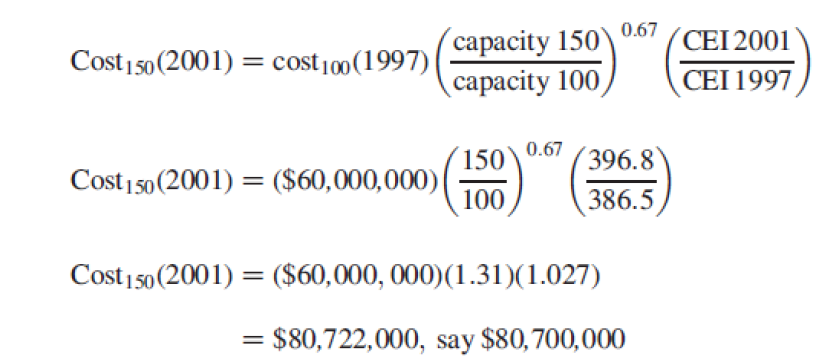 Cost₁₅₀(2001) = cost₁₀₀(1997) (capacity 150 / capacity 100)^0.67 (CEI 2001 / CEI 1997)
Cost₁₅₀(2001) = ($60,000,000) (150 / 100)^0.67 (396.8 / 386.5)
Cost₁₅₀(2001) = ($60,000, 000)(1.31)(1.027)
= $80,722,000, say $80,700,000